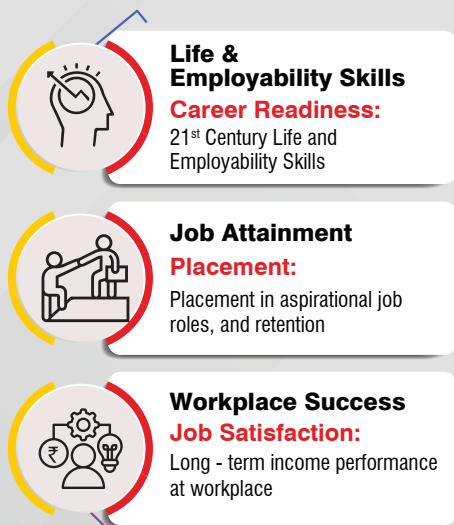 Life &
Employability Skills
Career Readiness:
21st Century Life and
Employability Skills
Job Attainment
Placement:
Placement in aspirational job
roles, and retention
₹
Workplace Success
Job Satisfaction:
Long - term income performance
at workplace